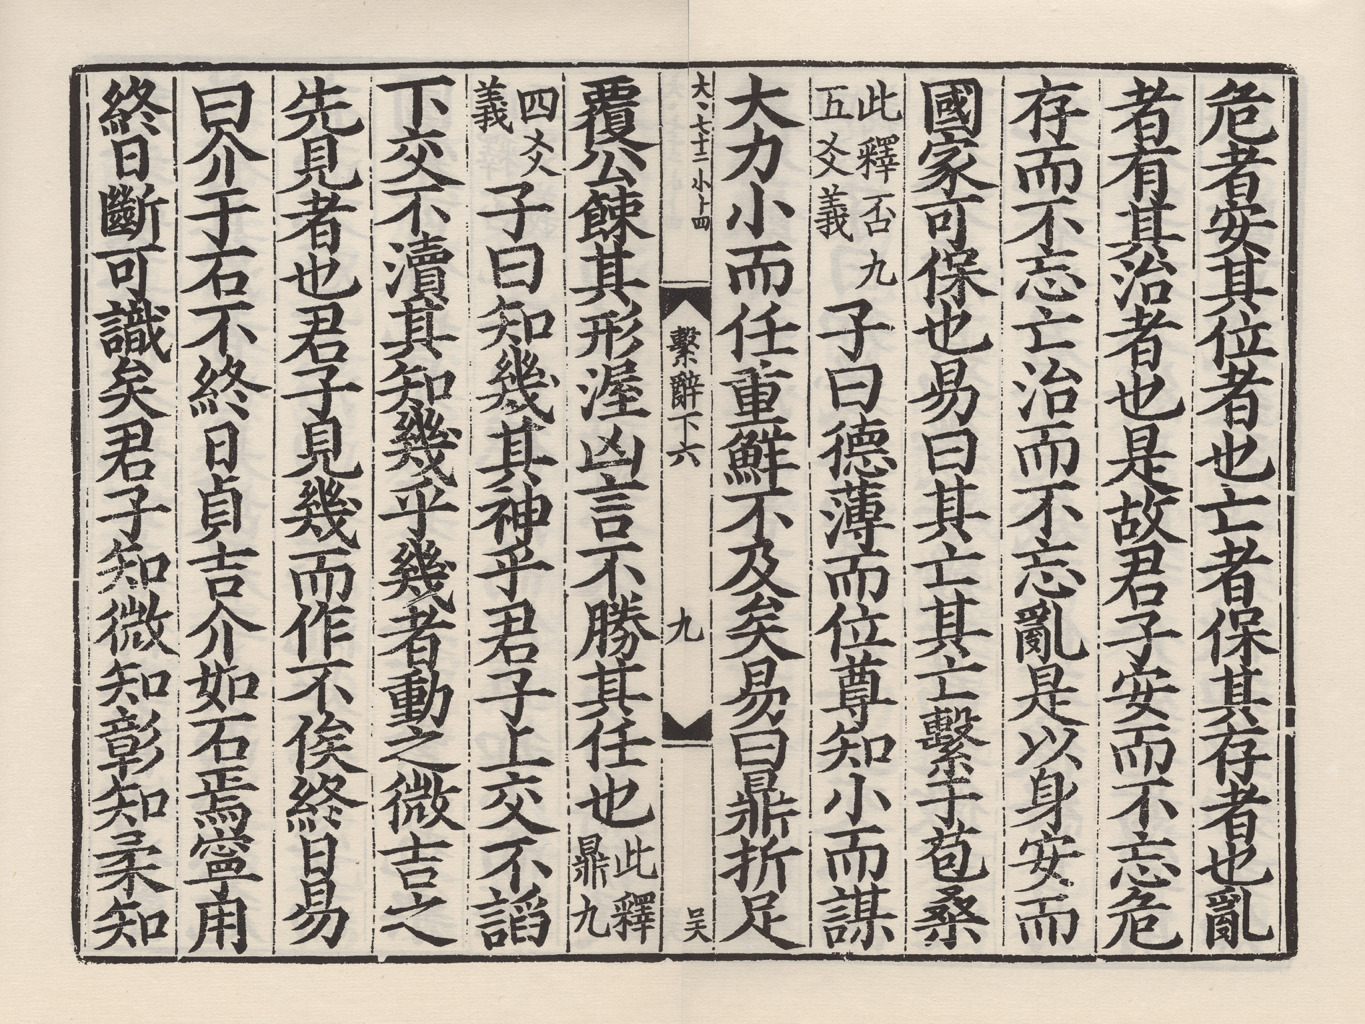 危者安其位者也亡者保其存者也亂
者有其治者也是故君子安而不忘危
存而不忘亡治而不忘亂是以身安而
國家可保也易曰其亡其亡繫于苞桑
此釋否九
五爻義
子曰德薄而位尊知小而謀
大力小而任重鮮不及矣易曰鼎折足
大一七十二 小十四
繫辭下六
九
吴
覆公餗其形渥凶言不勝其任也
此釋
鼎九
四爻
義
子曰知幾其神乎君子上交不謟
下交不瀆其知幾乎幾者動之微吉之
先見者也君子見幾而作不俟終日易
曰介于石不終日貞吉介如石焉寧用
終日斷可識矣君子知微知彰知柔知